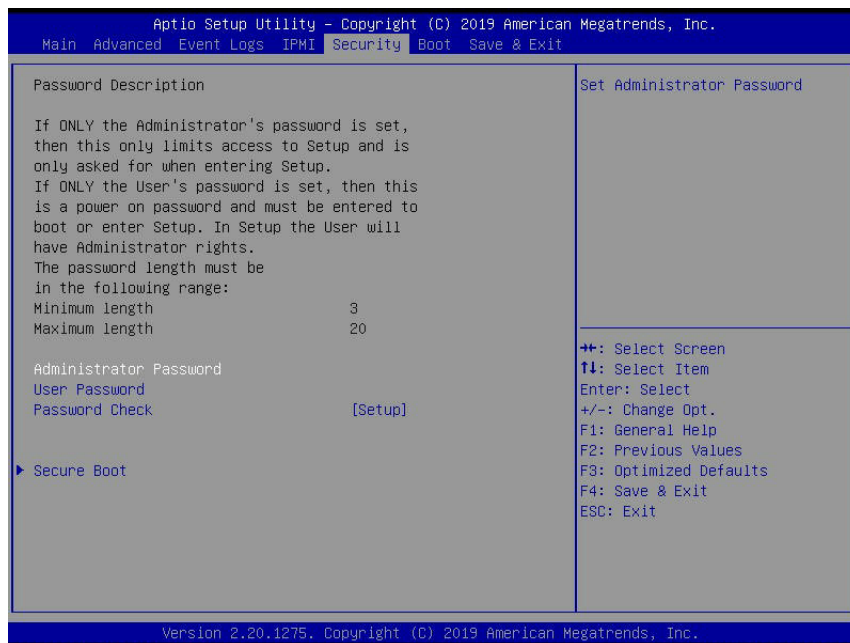 Aptio Setup Utility – Copyright (C) 2019 American Megatrends, Inc.
Main Advanced Event Logs IPMI Security Boot Save & Exit
Password Description
If ONLY the Administrator's password is set,
then this only limits access to Setup and is
only asked for when entering Setup.
If ONLY the User's password is set, then this
is a power on password and must be entered to
boot or enter Setup. In Setup the User will
have Administrator rights.
The password length must be
in the following range:
Minimum length 3
Maximum length 20
Administrator Password
User Password
Password Check [Setup]
Secure Boot
Set Administrator Password
→←: Select Screen
↑↓: Select Item
Enter: Select
+/-: Change Opt.
F1: General Help
F2: Previous Values
F3: Optimized Defaults
F4: Save & Exit
ESC: Exit
Version 2.20.1275. Copyright (C) 2019 American Megatrends, Inc.